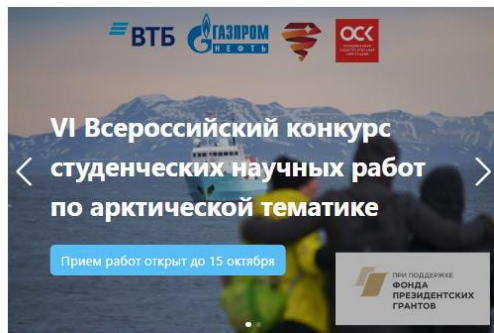 ВТБ
ГАЗПРОМ
НЕФТЬ
ОСК
VI Всероссийский конкурс
студенческих научных работ
по арктической тематике
Прием работ открыт до 15 октября
ПРИ ПОДДЕРЖКЕ
ФОНДА
ПРЕЗИДЕНТСКИХ
ГРАНТОВ